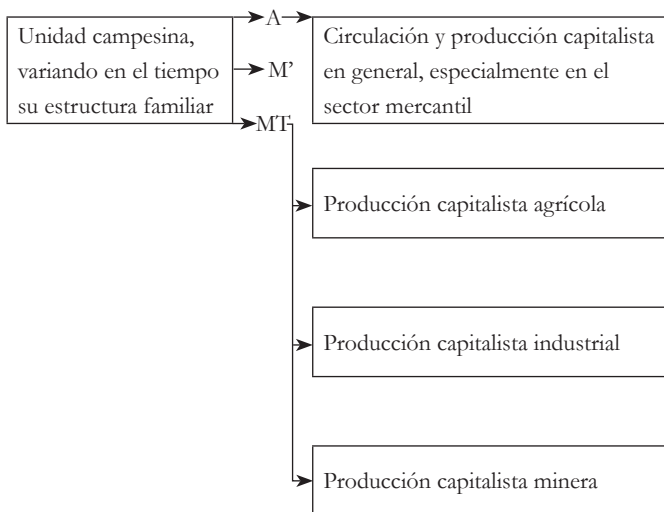 Unidad campesina,
variando en el tiempo
su estructura familiar
A
M’
MT
Circulación y producción capitalista
en general, especialmente en el
sector mercantil
Producción capitalista agrícola
Producción capitalista industrial
Producción capitalista minera